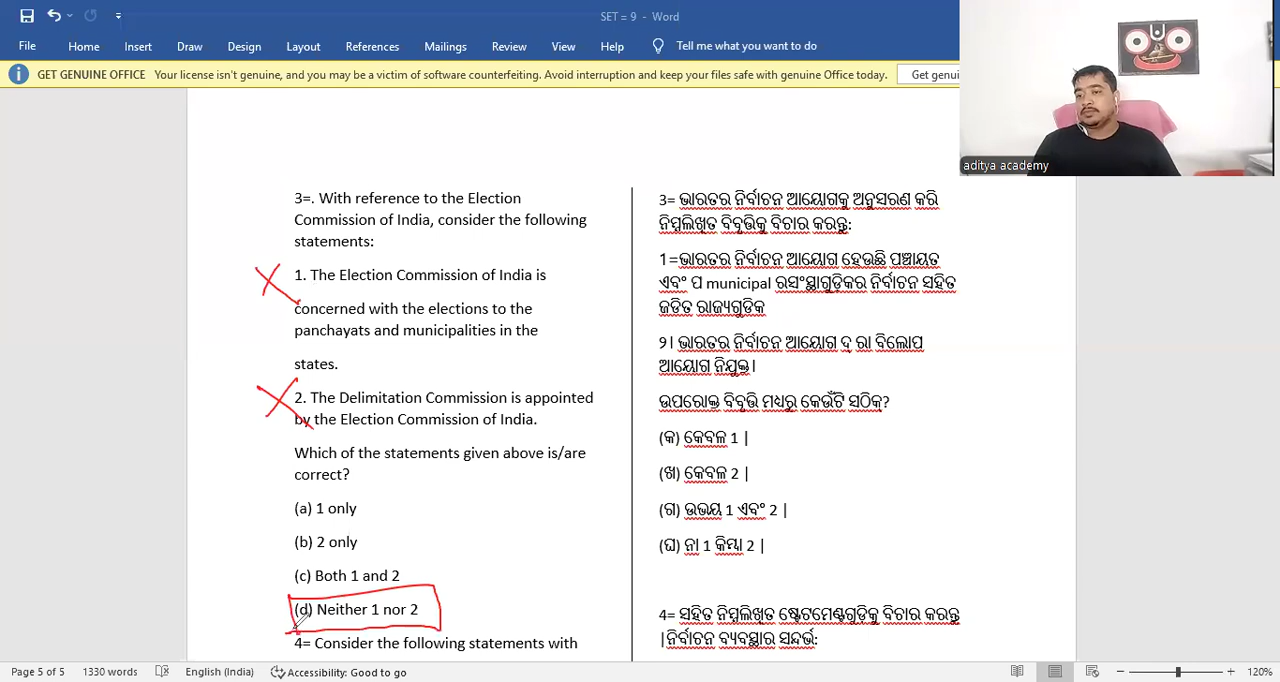 SET = 9 - Word
File Home Insert Draw Design Layout References Mailings Review View Help Tell me what you want to do
GET GENUINE OFFICE Your license isn't genuine, and you may be a victim of software counterfeiting. Avoid interruption and keep your files safe with genuine Office today. Get genui
aditya academy
3=. With reference to the Election
Commission of India, consider the following
statements:
1. The Election Commission of India is
concerned with the elections to the
panchayats and municipalities in the
states.
2. The Delimitation Commission is appointed
by the Election Commission of India.
Which of the statements given above is/are
correct?
(a) 1 only
(b) 2 only
(c) Both 1 and 2
(d) Neither 1 nor 2
4= Consider the following statements with
3= ଭାରତର ନିର୍ବାଚନ ଆୟୋଗକୁ ଅନୁସରଣ କରି
ନିମ୍ନଲିଖିତ ବିବୃତ୍ତିକୁ ବିଚାର କରନ୍ତୁ:
1=ଭାରତର ନିର୍ବାଚନ ଆୟୋଗ ହେଉଛି ପଞ୍ଚାୟତ
ଏବଂ ପ municipal ରସଂସ୍ଥାଗୁଡ଼ିକର ନିର୍ବାଚନ ସହିତ
ଜଡିତ ରାଜ୍ୟଗୁଡିକ
୨। ଭାରତର ନିର୍ବାଚନ ଆୟୋଗ ଦ୍ ରା ବିଲୋପ
ଆୟୋଗ ନିଯୁକ୍ତ।
ଉପରୋକ୍ତ ବିବୃତ୍ତି ମଧ୍ୟରୁ କେଉଁଟି ସଠିକ୍?
(କ) କେବଳ 1 |
(ଖ) କେବଳ 2 |
(ଗ) ଉଭୟ 1 ଏବଂ 2 |
(ଘ) ନା 1 କିମ୍ବା 2 |
4= ସହିତ ନିମ୍ନଲିଖିତ ଷ୍ଟେଟମେଣ୍ଟଗୁଡ଼ିକୁ ବିଚାର କରନ୍ତୁ
|ନିର୍ବାଚନ ବ୍ୟବସ୍ଥାର ସନ୍ଦର୍ଭ:
Page 5 of 5 1330 words English (India) Accessibility: Good to go 120%